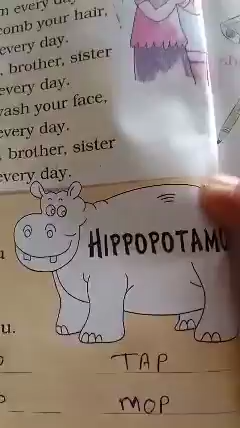 comb your hair,
every day.
, brother, sister
every day.
wash your face,
every day.
, brother, sister
every day.
HIPPOPOTAM
u.
TAP
MOP